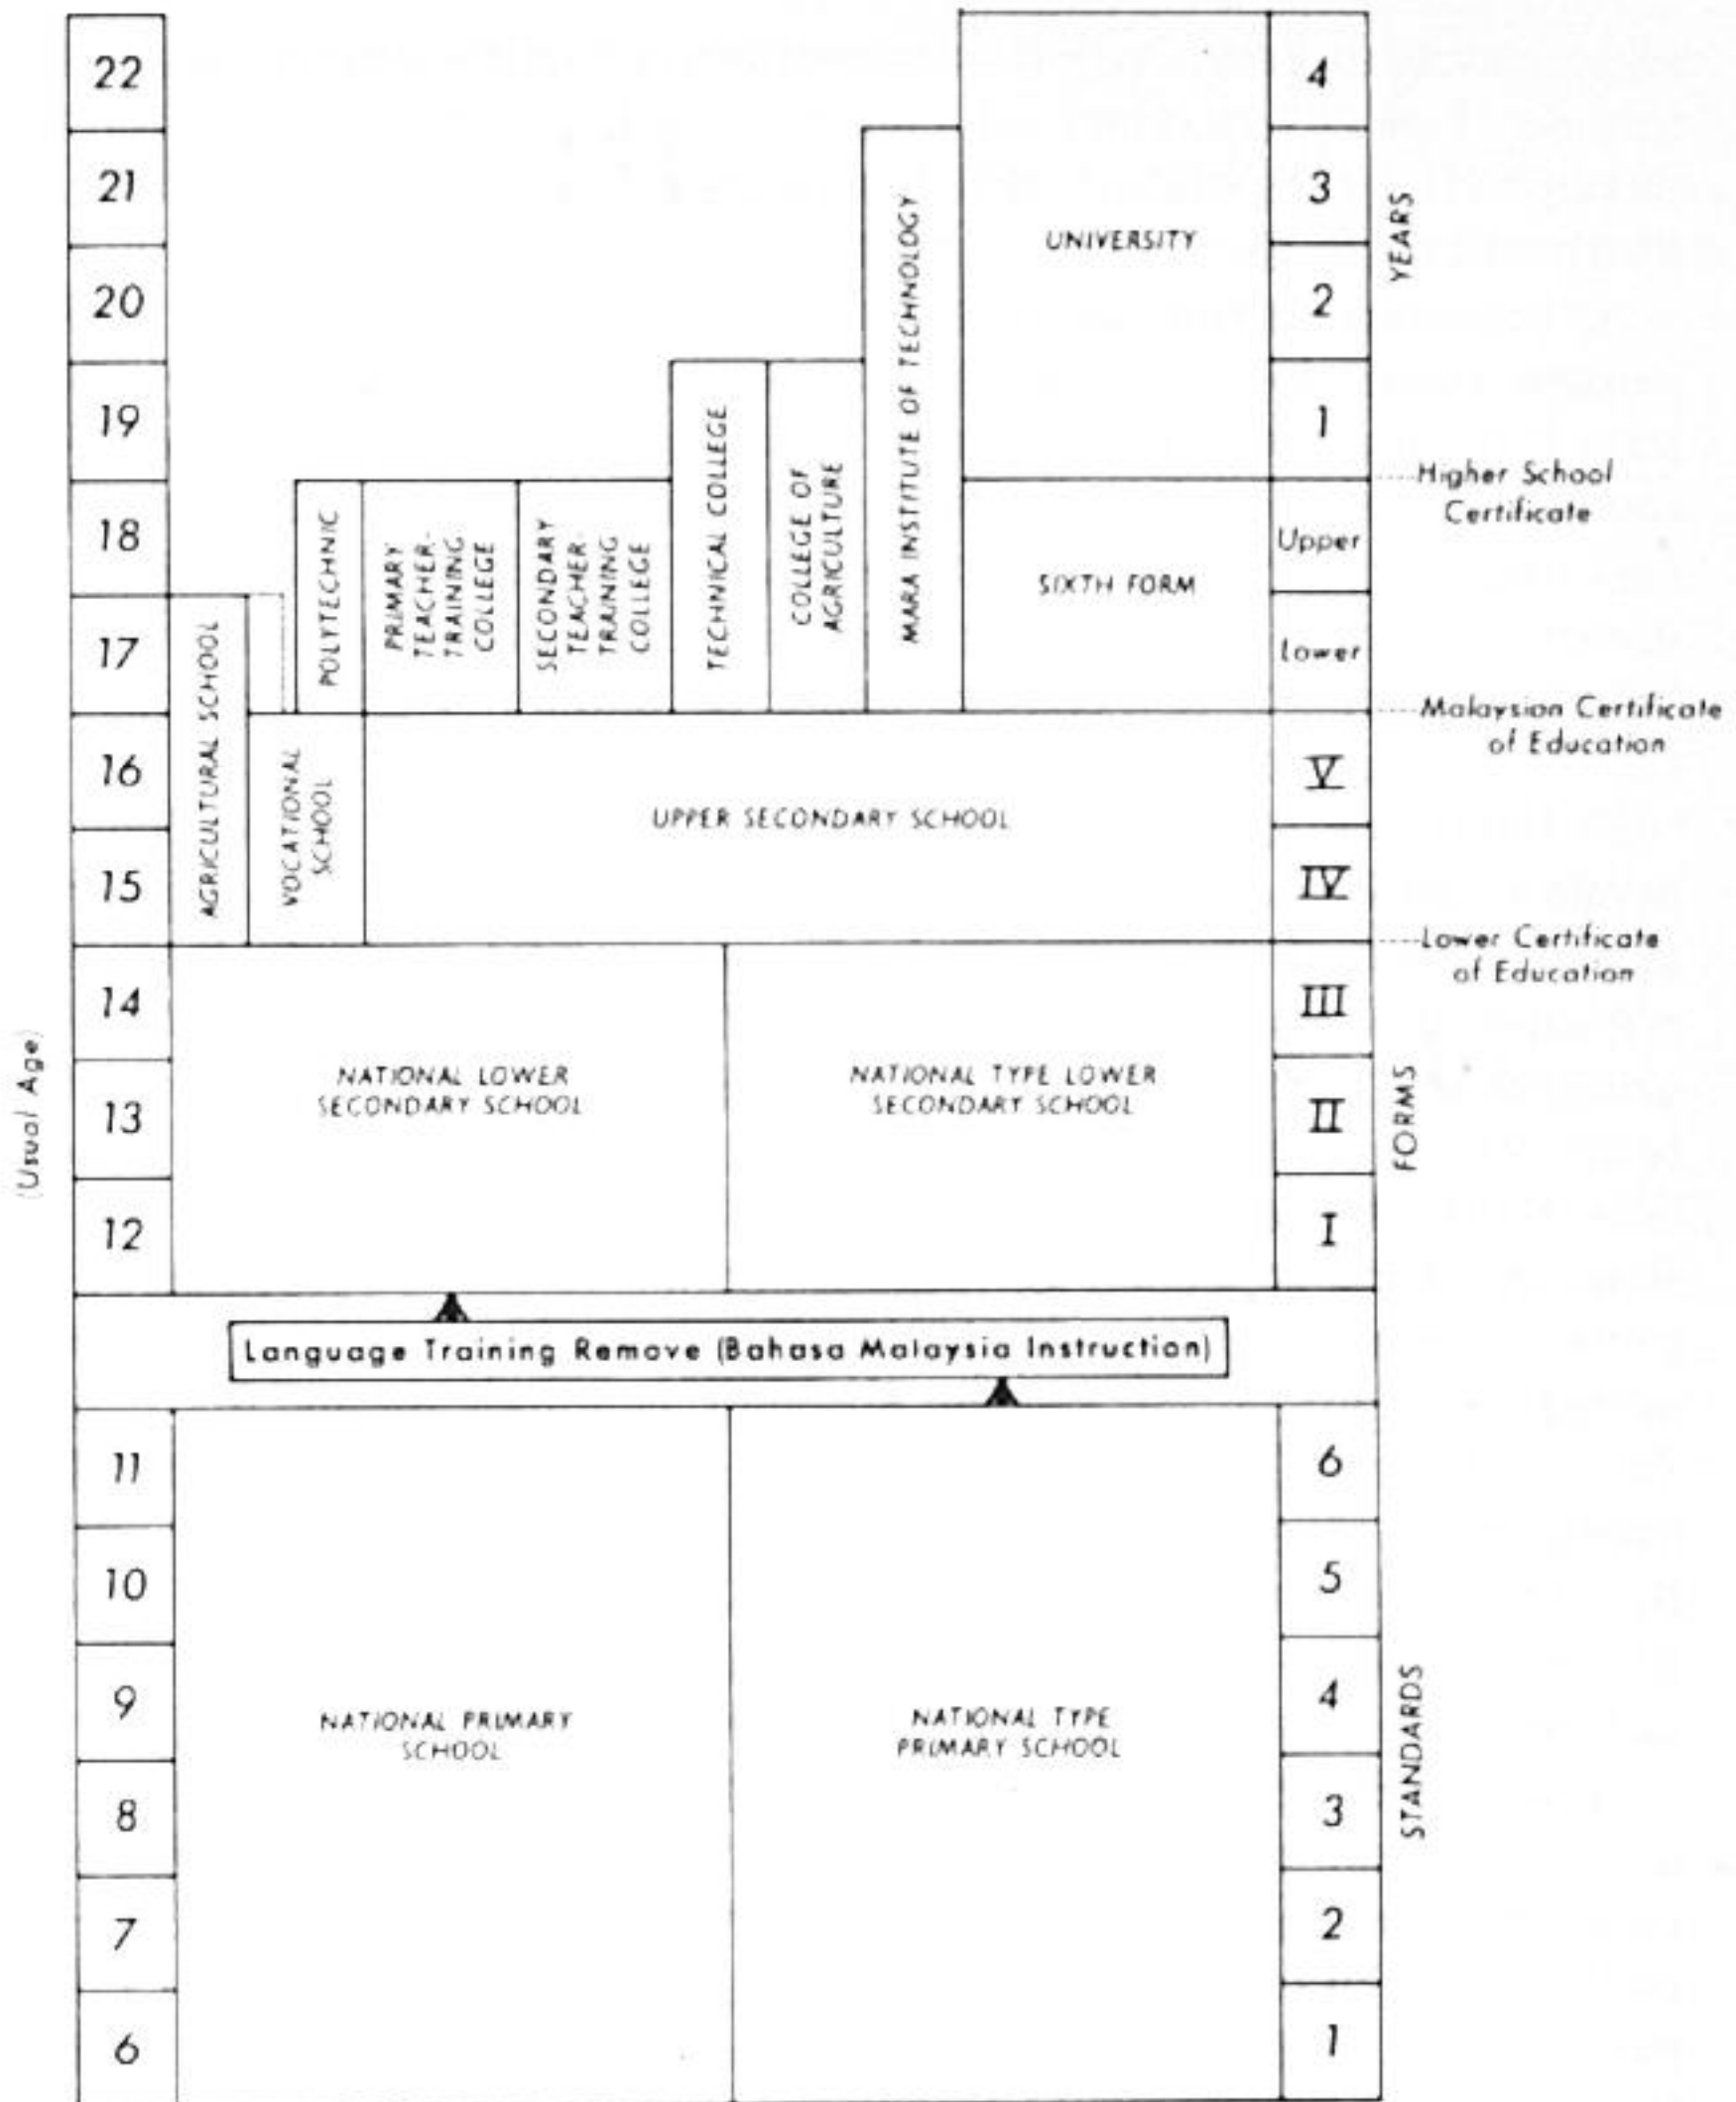 22
21
20
19
18
17
16
15
14
13
12
11
10
9
8
7
6
(Usual Age)
AGRICULTURAL SCHOOL
VOCATIONAL
SCHOOL
POLYTECHNIC
PRIMARY
TEACHER-
TRAINING
COLLEGE
SECONDARY
TEACHER-
TRAINING
COLLEGE
TECHNICAL COLLEGE
COLLEGE OF
AGRICULTURE
MARA INSTITUTE OF TECHNOLOGY
UNIVERSITY
SIXTH FORM
UPPER SECONDARY SCHOOL
NATIONAL LOWER
SECONDARY SCHOOL
NATIONAL TYPE LOWER
SECONDARY SCHOOL
Language Training Remove (Bahasa Malaysia Instruction)
NATIONAL PRIMARY
SCHOOL
NATIONAL TYPE
PRIMARY SCHOOL
4
3
2
1
Upper
Lower
V
IV
III
II
I
6
5
4
3
2
1
YEARS
Higher School
Certificate
Malaysian Certificate
of Education
Lower Certificate
of Education
FORMS
STANDARDS